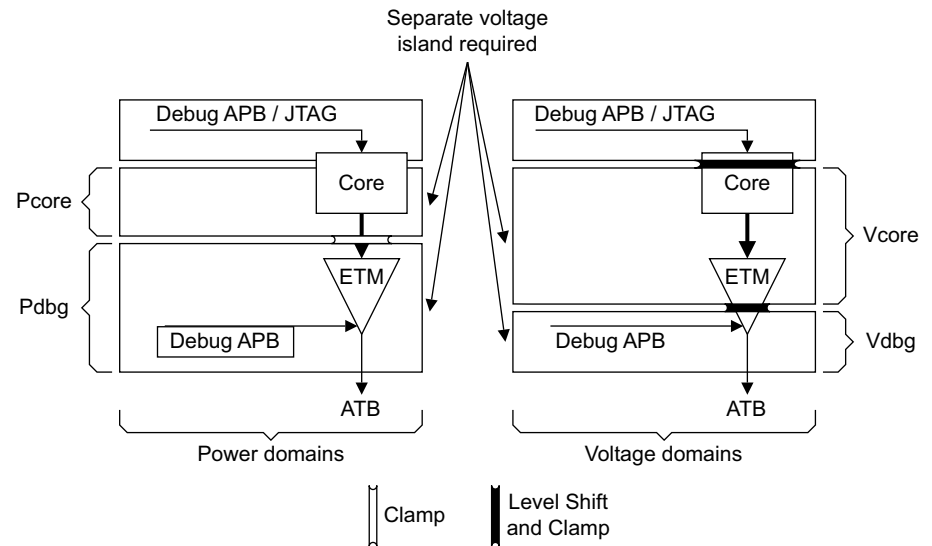 Separate voltage
island required
Debug APB / JTAG
Debug APB / JTAG
Pcore
Core
Core
Vcore
ETM
ETM
Pdbg
Debug APB
Debug APB
Vdbg
ATB
ATB
Power domains
Voltage domains
Clamp
Level Shift
and Clamp